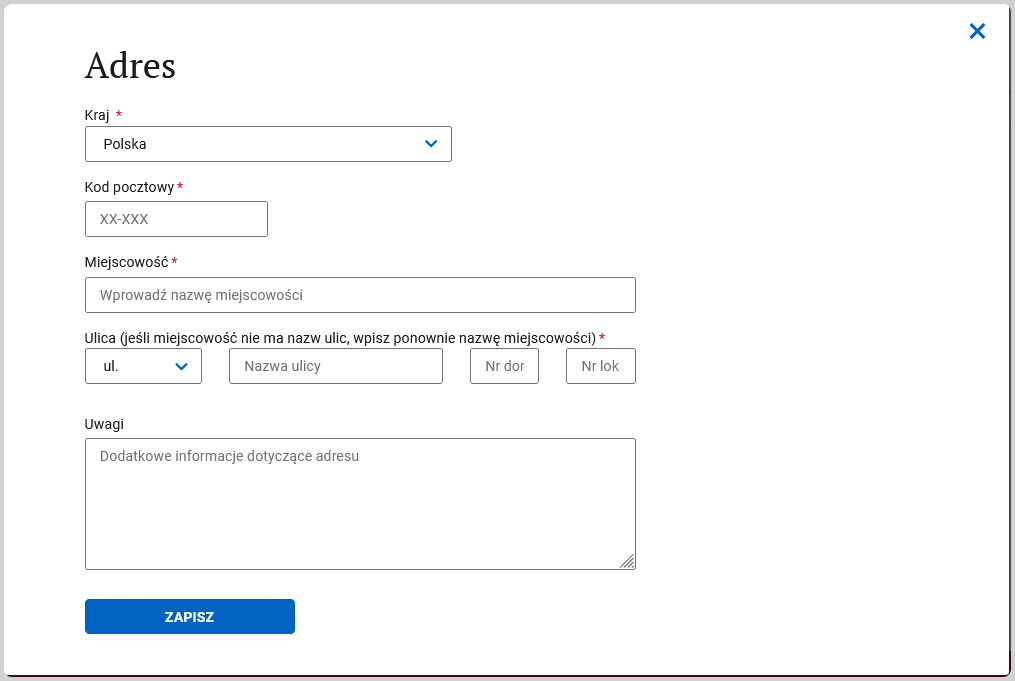 Adres
Kraj *
Polska
Kod pocztowy *
XX-XXX
Miejscowość *
Wprowadź nazwę miejscowości
Ulica (jeśli miejscowość nie ma nazw ulic, wpisz ponownie nazwę miejscowości) *
ul. Nazwa ulicy Nr dor Nr lok
Uwagi
Dodatkowe informacje dotyczące adresu
ZAPISZ